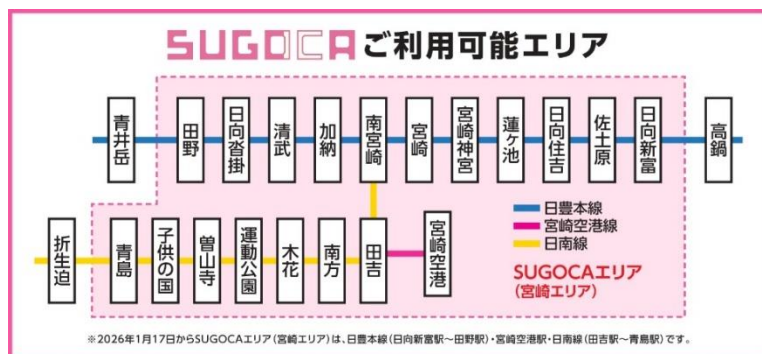 SUGOCAご利用可能エリア
青井岳
田野
日向沓掛
清武
加納
南宮崎
宮崎
宮崎神宮
蓮ケ池
日向住吉
佐土原
日向新富
高鍋
折生迫
青島
子供の国
曽山寺
運動公園
木花
南方
田吉
宮崎空港
日豊本線
宮崎空港線
日南線
SUGOCAエリア
(宮崎エリア)
※2026年1月17日からSUGOCAエリア(宮崎エリア)は、日豊本線(日向新富駅～田野駅)・宮崎空港駅・日南線(田吉駅～青島駅)です。